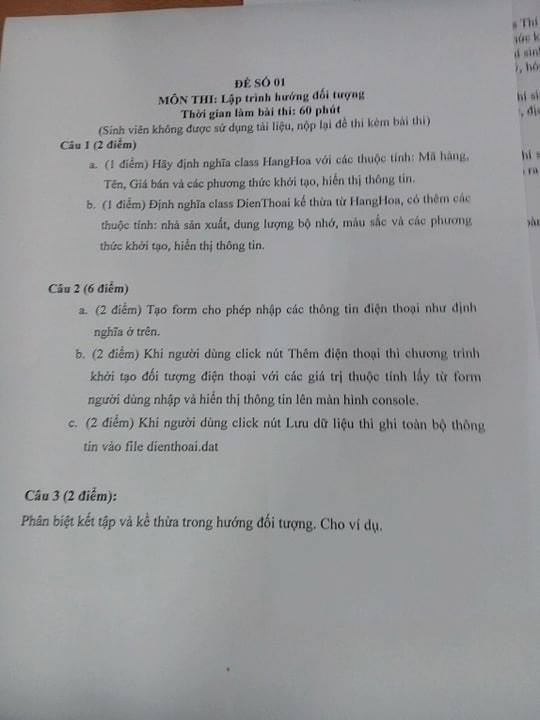 ĐỀ SỐ 01
MÔN THI: Lập trình hướng đối tượng
Thời gian làm bài thi: 60 phút
(Sinh viên không được sử dụng tài liệu, nộp lại đề thi kèm bài thi)
Câu 1 (2 điểm)
a. (1 điểm) Hãy định nghĩa class HangHoa với các thuộc tính: Mã hàng,
Tên, Giá bán và các phương thức khởi tạo, hiển thị thông tin.
b. (1 điểm) Định nghĩa class DienThoai kế thừa từ HangHoa, có thêm các
thuộc tính: nhà sản xuất, dung lượng bộ nhớ, màu sắc và các phương
thức khởi tạo, hiển thị thông tin.
Câu 2 (6 điểm)
a. (2 điểm) Tạo form cho phép nhập các thông tin điện thoại như định
nghĩa ở trên.
b. (2 điểm) Khi người dùng click nút Thêm điện thoại thì chương trình
khởi tạo đối tượng điện thoại với các giá trị thuộc tính lấy từ form
người dùng nhập và hiển thị thông tin lên màn hình console.
c. (2 điểm) Khi người dùng click nút Lưu dữ liệu thì ghi toàn bộ thông
tin vào file dienthoai.dat
Câu 3 (2 điểm):
Phân biệt kết tập và kề thừa trong hướng đối tượng. Cho ví dụ.